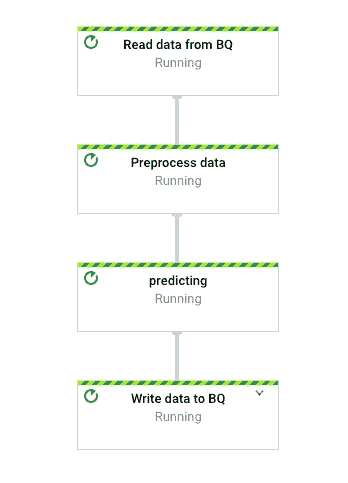 Read data from BQ
Running
Preprocess data
Running
predicting
Running
Write data to BQ
Running